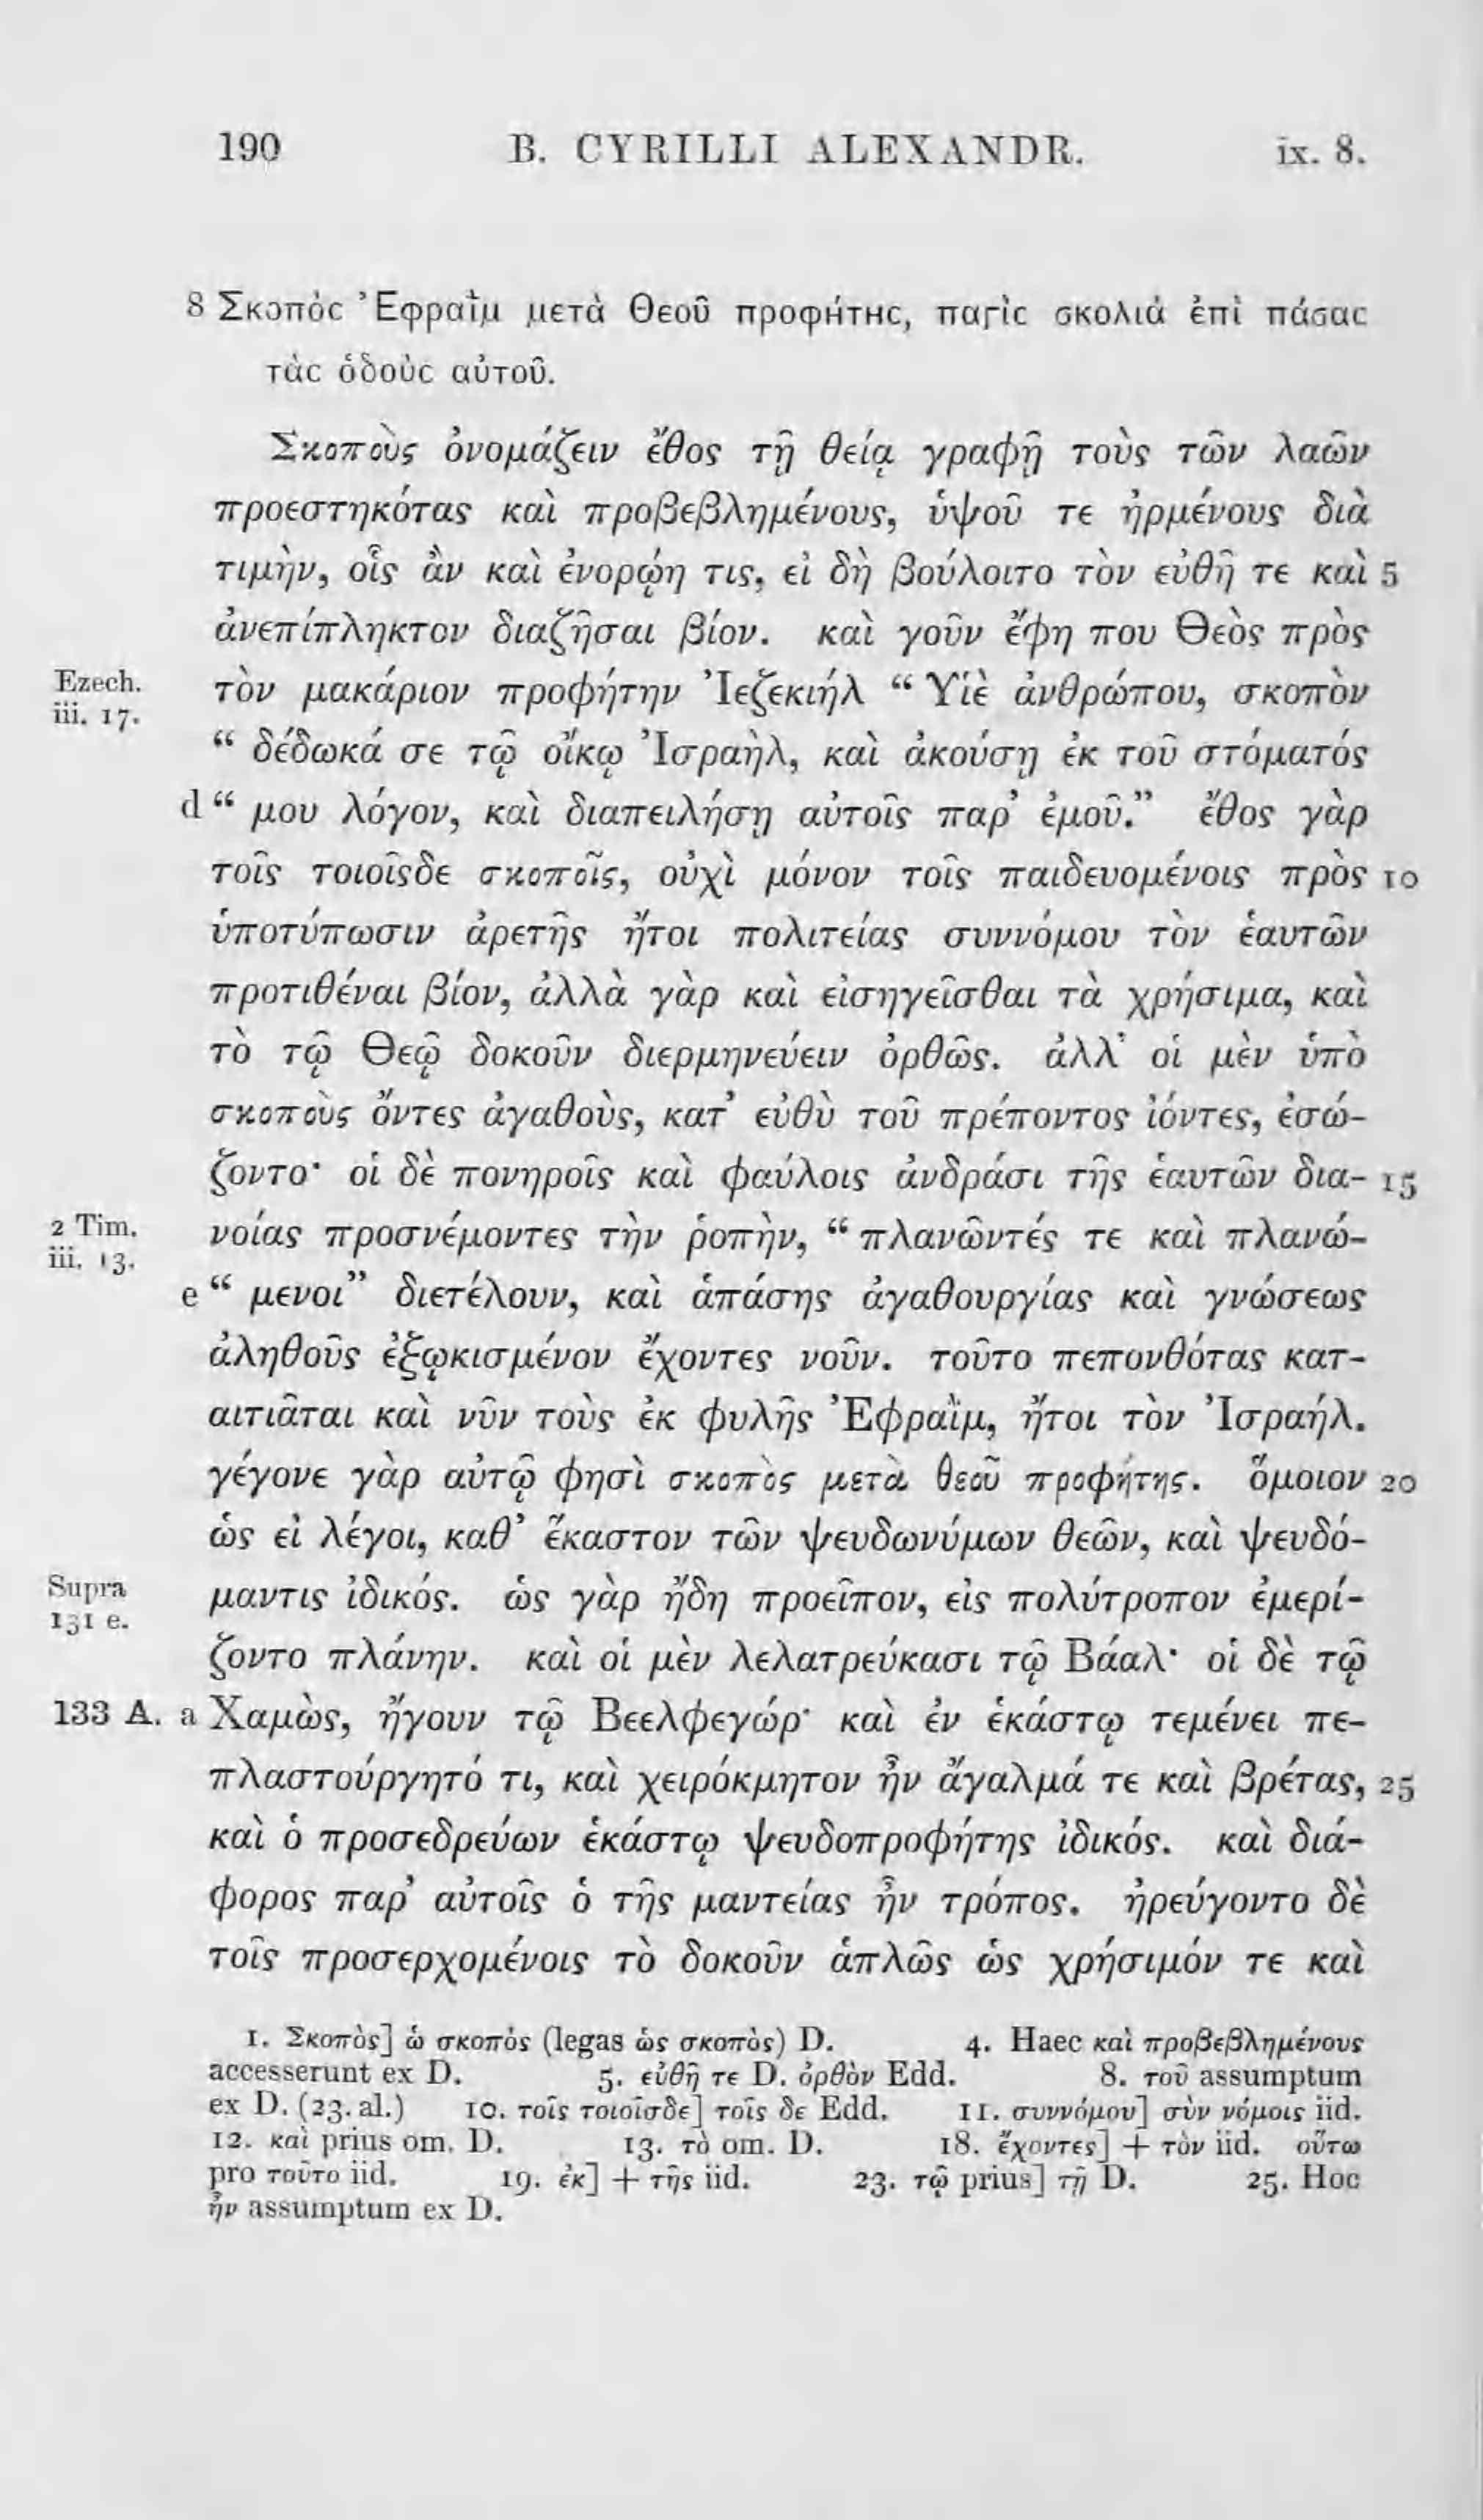 190 B. CYRILLI ALEXANDR. ix. 8.
8 Σκοπὸς Ἐφραῒμ μετὰ Θεοῦ προφήτης, παγὶς σκολιὰ ἐπὶ πάσας
τὰς ὁδοὺς αὐτοῦ.
Σκοποὺς ὀνομάζειν ἔθος τῇ θείᾳ γραφῇ τοὺς τῶν λαῶν
προεστηκότας καὶ προβεβλημένους, ὑψοῦ τε ἠρμένους διὰ
τιμὴν, οἷς ἂν καὶ ἐνορῴη τις, εἰ δὴ βούλοιτο τὸν εὐθῆ τε καὶ 5
ἀνεπίπληκτον διαζῆσαι βίον. καὶ γοῦν ἔφη που Θεὸς πρὸς
Ezech. iii. 17. τὸν μακάριον προφήτην Ἰεζεκιήλ “ Υἱὲ ἀνθρώπου, σκοπὸν
“ δέδωκά σε τῷ οἴκῳ Ἰσραὴλ, καὶ ἀκούσῃ ἐκ τοῦ στόματός
d “ μου λόγον, καὶ διαπειλήσῃ αὐτοῖς παρ’ ἐμοῦ.” ἔθος γὰρ
τοῖς τοιοῖσδε σκοποῖς, οὐχὶ μόνον τοῖς παιδευομένοις πρὸς 10
ὑποτύπωσιν ἀρετῆς ἤτοι πολιτείας συννόμου τὸν ἑαυτῶν
προτιθέναι βίον, ἀλλὰ γὰρ καὶ εἰσηγεῖσθαι τὰ χρήσιμα, καὶ
τὸ τῷ Θεῷ δοκοῦν διερμηνεύειν ὀρθῶς. ἀλλ’ οἱ μὲν ὑπὸ
σκοποὺς ὄντες ἀγαθοὺς, κατ’ εὐθὺ τοῦ πρέποντος ἰόντες, ἐσώ-
ζοντο· οἱ δὲ πονηροῖς καὶ φαύλοις ἀνδράσι τῆς ἑαυτῶν δια- 15
2 Tim. iii. 13. νοίας προσνέμοντες τὴν ῥοπὴν, “ πλανῶντές τε καὶ πλανώ-
e “ μενοι” διετέλουν, καὶ ἁπάσης ἀγαθουργίας καὶ γνώσεως
ἀληθοῦς ἐξῳκισμένον ἔχοντες νοῦν. τοῦτο πεπονθότας κατ-
αιτιᾶται καὶ νῦν τοὺς ἐκ φυλῆς Ἐφραῒμ, ἤτοι τὸν Ἰσραήλ.
γέγονε γὰρ αὐτῷ φησὶ σκοπὸς μετὰ θεοῦ προφήτης. ὅμοιον 20
ὡς εἰ λέγοι, καθ’ ἕκαστον τῶν ψευδωνύμων θεῶν, καὶ ψευδό-
Supra 131 e. μαντις ἰδικός. ὡς γὰρ ἤδη προεῖπον, εἰς πολύτροπον ἐμερί-
ζοντο πλάνην. καὶ οἱ μὲν λελατρεύκασι τῷ Βάαλ· οἱ δὲ τῷ
133 A. a Χαμὼς, ἤγουν τῷ Βεελφεγώρ· καὶ ἐν ἑκάστῳ τεμένει πε-
πλαστούργητό τι, καὶ χειρόκμητον ἦν ἄγαλμά τε καὶ βρέτας, 25
καὶ ὁ προσεδρεύων ἑκάστῳ ψευδοπροφήτης ἰδικός. καὶ διά-
φορος παρ’ αὐτοῖς ὁ τῆς μαντείας ἦν τρόπος. ἠρεύγοντο δὲ
τοῖς προσερχομένοις τὸ δοκοῦν ἁπλῶς ὡς χρήσιμόν τε καὶ
1. Σκοπὸς] ὡ σκοπός (legas ὡς σκοπὸς) D. 4. Haec καὶ προβεβλημένους
accesserunt ex D. 5. εὐθῆ τε D. ὀρθὸν Edd. 8. τοῦ assumptum
ex D. (23. al.) 10. τοῖς τοιοῖσδε] τοῖς δε Edd. 11. συννόμου] σὺν νόμοις iid.
12. καὶ prius om. D. 13. τὸ om. D. 18. ἔχοντες] + τὸν iid. οὕτω
pro τοῦτο iid. 19. ἐκ] + τῆς iid. 23. τῷ prius] τῇ D. 25. Hoc
ἦν assumptum ex D.